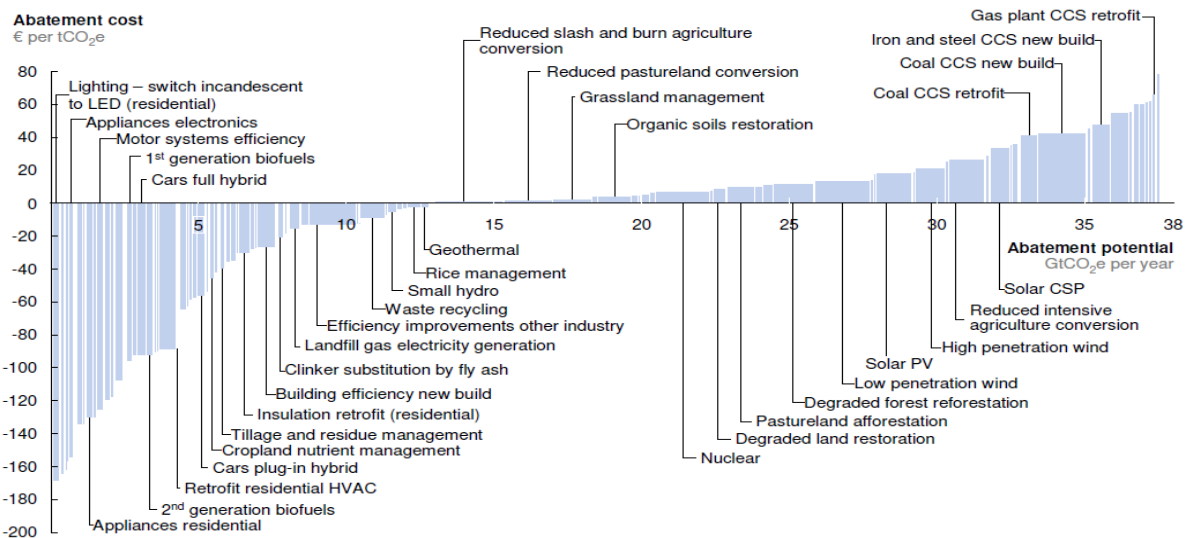 Abatement cost
€ per tCO₂e
Gas plant CCS retrofit
Reduced slash and burn agriculture
conversion
Iron and steel CCS new build
Coal CCS new build
80
Reduced pastureland conversion
Lighting – switch incandescent
to LED (residential)
Grassland management
Coal CCS retrofit
60
Appliances electronics
Organic soils restoration
40
Motor systems efficiency
1st generation biofuels
20
Cars full hybrid
0
5
10
15
20
25
30
35
38
-20
Geothermal
Abatement potential
GtCO₂e per year
-40
Rice management
Small hydro
Solar CSP
-60
Waste recycling
Reduced intensive
agriculture conversion
Efficiency improvements other industry
-80
Landfill gas electricity generation
High penetration wind
Solar PV
-100
Clinker substitution by fly ash
Low penetration wind
Building efficiency new build
-120
Degraded forest reforestation
Insulation retrofit (residential)
Pastureland afforestation
-140
Tillage and residue management
Degraded land restoration
Cropland nutrient management
Nuclear
-160
Cars plug-in hybrid
Retrofit residential HVAC
-180
2nd generation biofuels
Appliances residential
-200